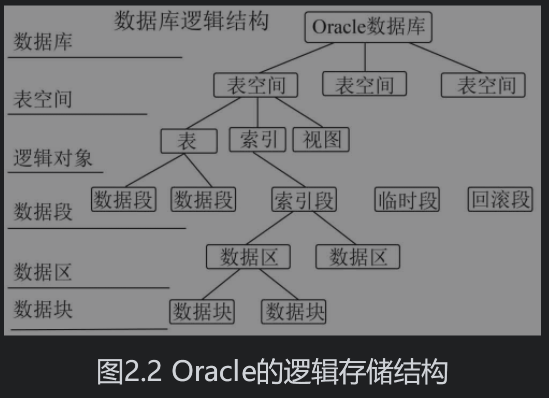 数据库逻辑结构
Oracle数据库
数据库
表空间 表空间 表空间
表空间
表 索引 视图
逻辑对象
数据段 数据段 索引段 临时段 回滚段
数据段
数据区 数据区
数据区
数据块 数据块 数据块
图2.2 Oracle的逻辑存储结构